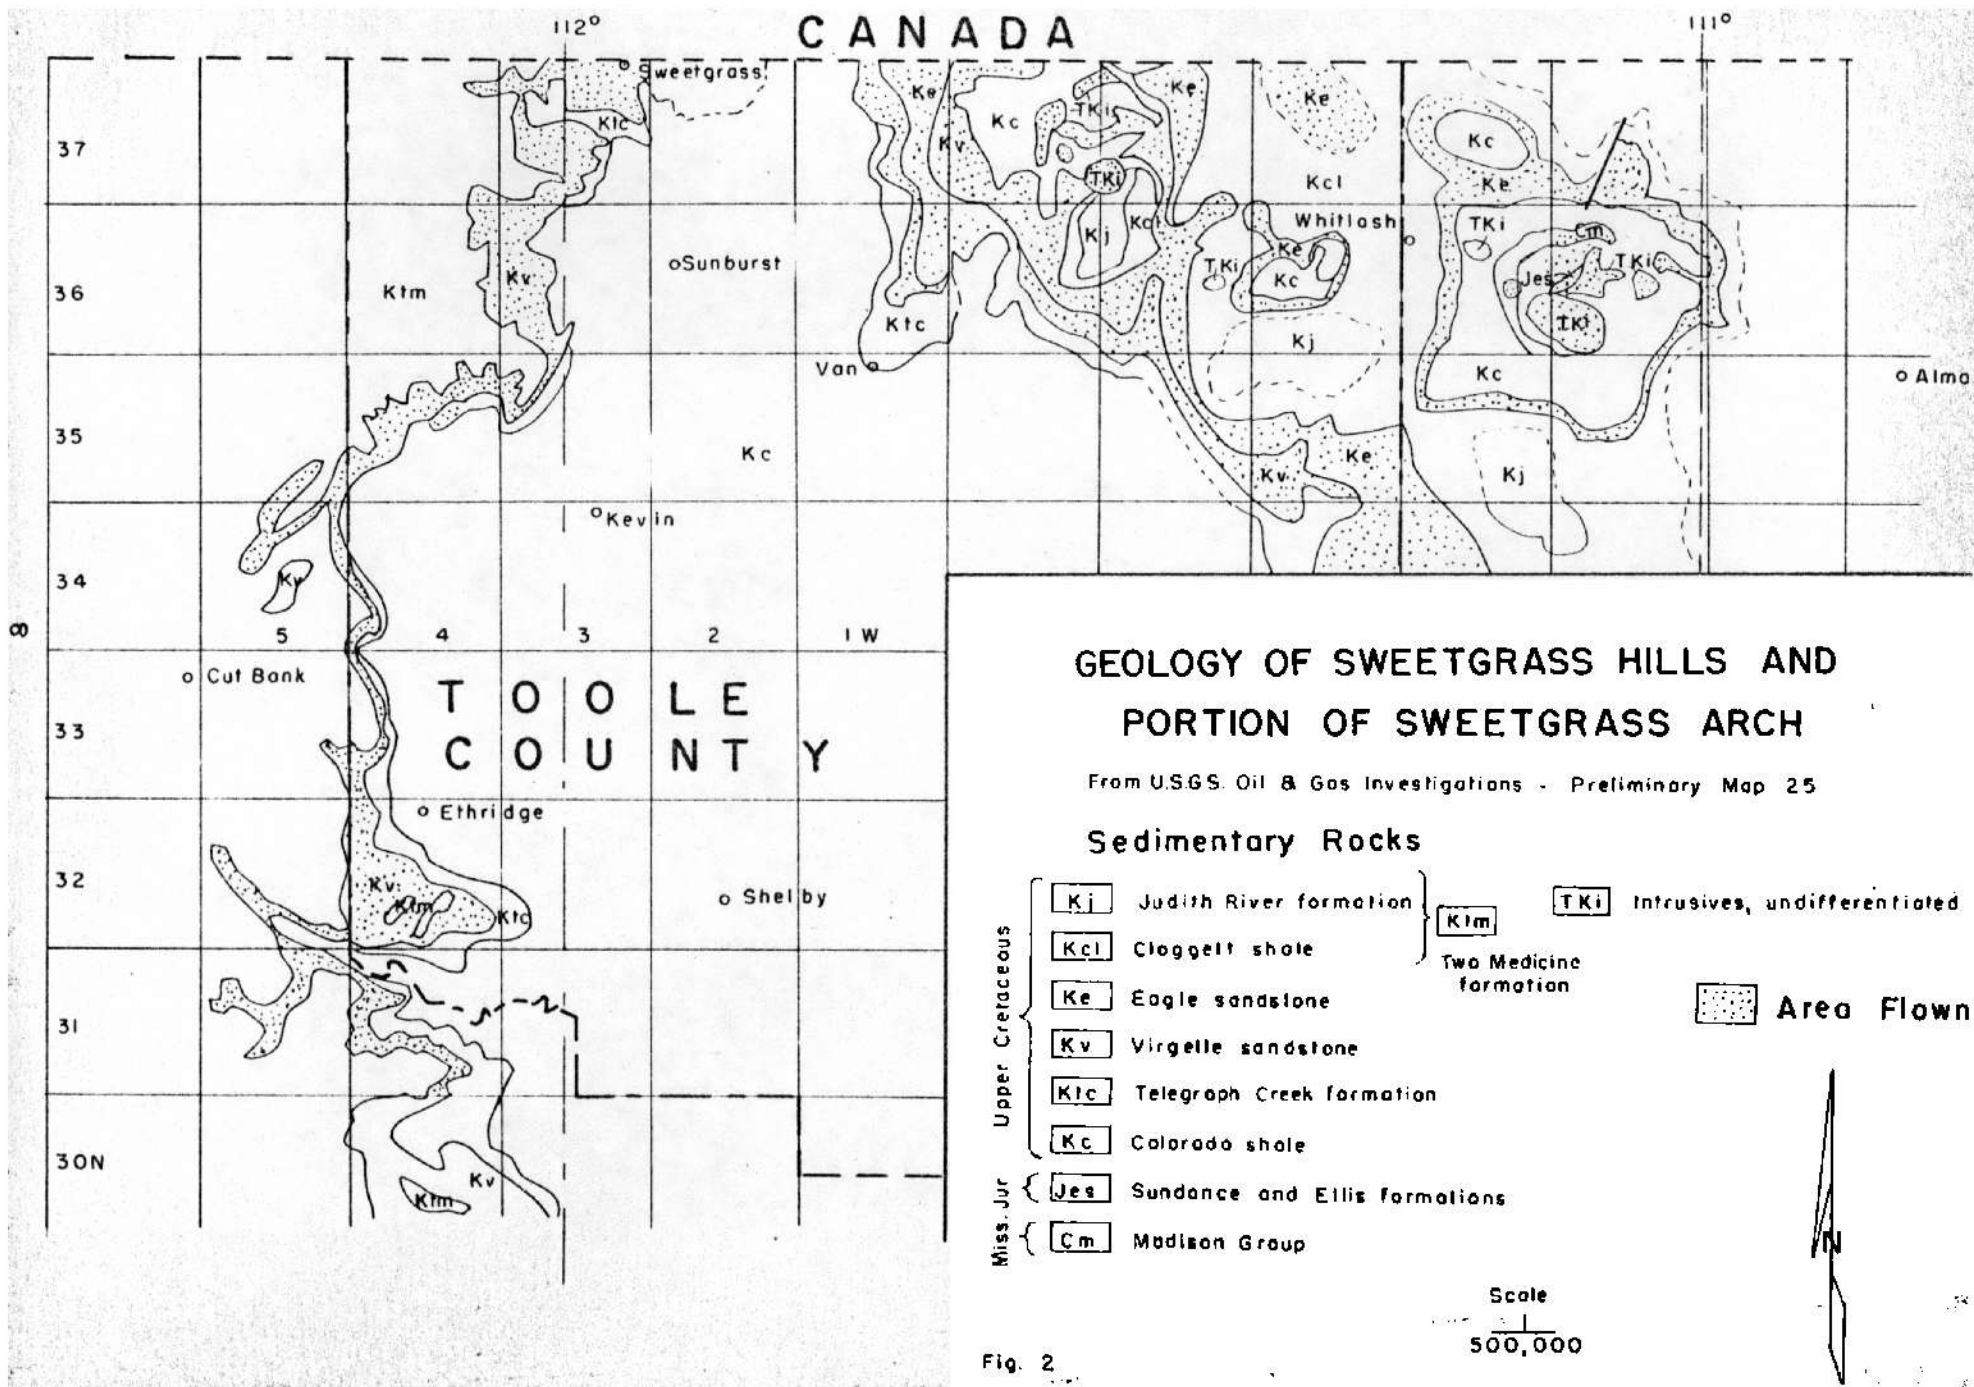 112°
CANADA
111°
Sweetgrass
Ke
Kc
TKi
Ke
Ke
Ktc
37
Kv
Kc
TKi
Kcl
Ke
Whitlash
TKi
Cm
Kj
Kcl
Ke
oSunburst
TKi
Kc
Jes
TKi
36
Ktm
Kv
Ktc
Kj
TKi
Van
Kc
Alma
35
Kc
Ke
Kv
Kj
Kevin
34
Kv
8
5
4
3
2
1 W
Cut Bank
TOOLE
COUNTY
33
Ethridge
32
Kv
Ktm
Ktc
Shelby
31
30N
Kv
Ktm
GEOLOGY OF SWEETGRASS HILLS AND
PORTION OF SWEETGRASS ARCH
From U.S.G.S. Oil & Gas Investigations - Preliminary Map 25
Sedimentary Rocks
Upper Cretaceous
Kj Judith River formation
Kcl Claggett shale
Ke Eagle sandstone
Kv Virgelle sandstone
Ktc Telegraph Creek formation
Kc Colorado shale
Ktm
Two Medicine
formation
TKi Intrusives, undifferentiated
Area Flown
Jur
Jes Sundance and Ellis formations
Miss.
Cm Madison Group
N
Scale
1
500,000
Fig. 2